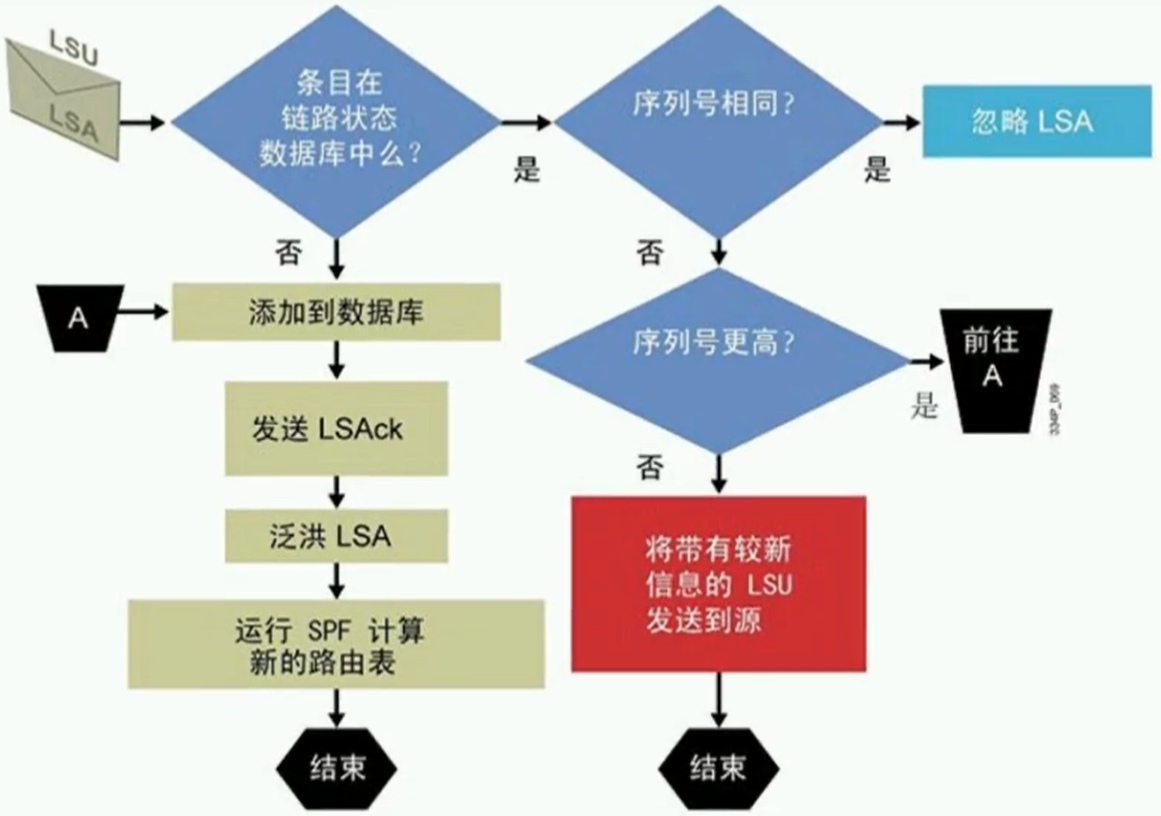 LSU
LSA
条目在
链路状态
数据库中么？
是
序列号相同？
是
忽略 LSA
否
否
A
添加到数据库
序列号更高？
是
前往
A
发送 LSAck
否
泛洪 LSA
将带有较新
信息的 LSU
发送到源
运行 SPF 计算
新的路由表
结束
结束